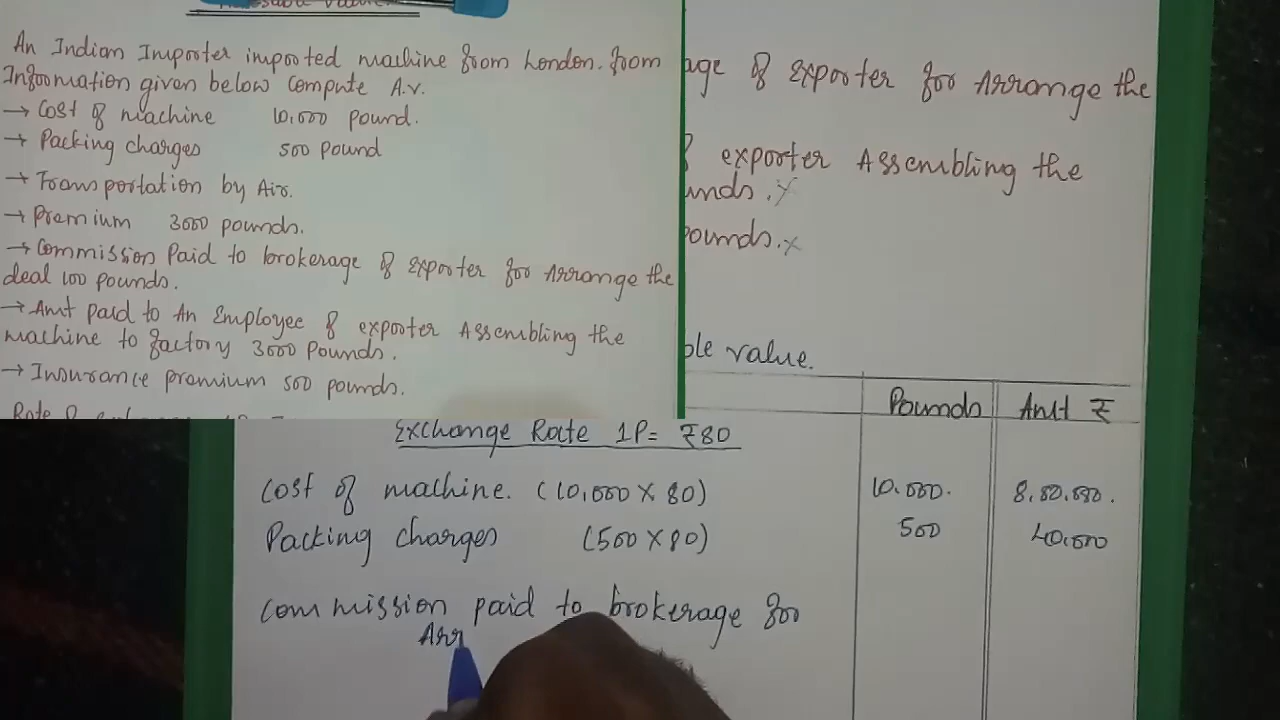 An Indian Importer imported machine from London. from
Information given below compute A.V.
→ Cost of machine 10,000 pound.
→ Packing charges 500 pound
→ Transportation by Air.
→ Premium 3000 pounds.
→ Commission Paid to brokerage of exporter for Arrange the
deal 100 pounds.
→ Amt paid to An Employee of exporter Assembling the
machine to factory 3000 Pounds.
→ Insurance premium 500 pounds.
age of exporter for Arrange the
exporter Assembling the
unds. x
pounds. x
ble value.
Pounds Amt ₹
Exchange Rate 1P= ₹80
Cost of machine. (10,000 X 80) 10,000. 8,00,000.
Packing charges (500 X 80) 500 40,000
Commission paid to brokerage for
Arr